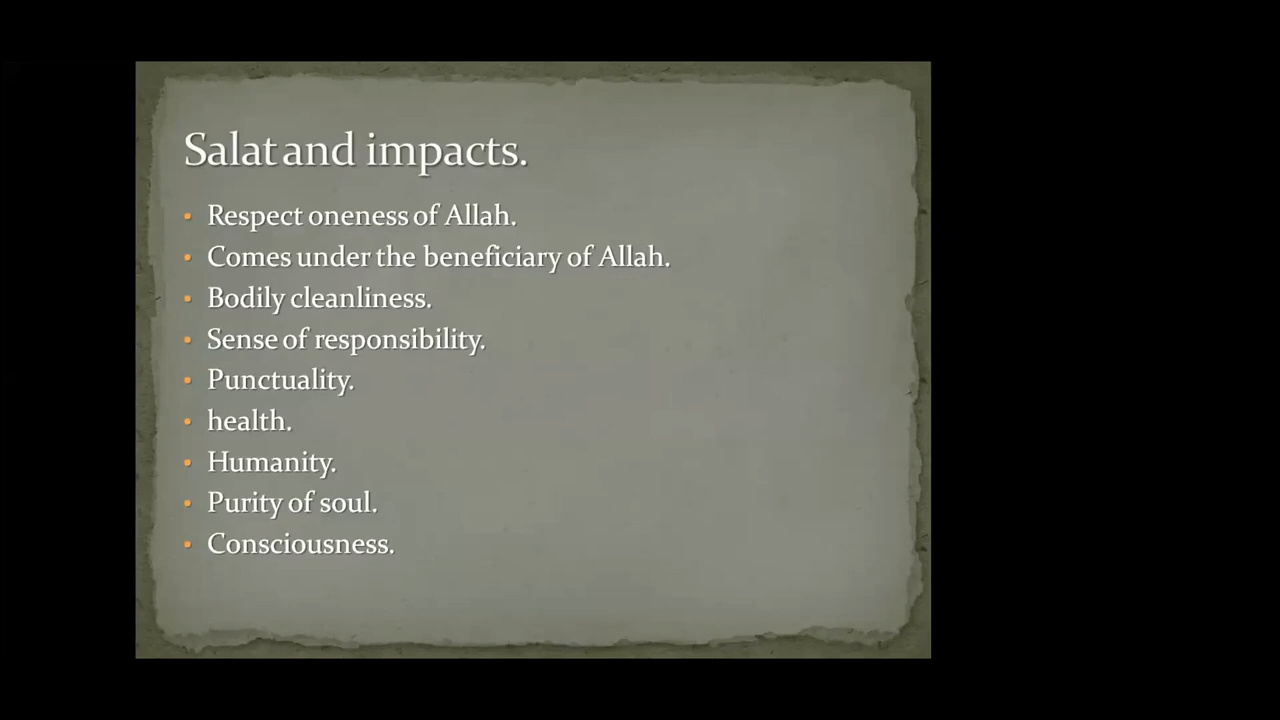 Salat and impacts.
• Respect oneness of Allah.
• Comes under the beneficiary of Allah.
• Bodily cleanliness.
• Sense of responsibility.
• Punctuality.
• health.
• Humanity.
• Purity of soul.
• Consciousness.